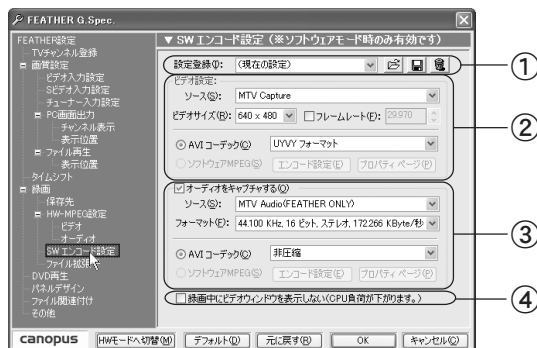 FEATHER G.Spec.
FEATHER設定
TVチャンネル登録
画質設定
ビデオ入力設定
Sビデオ入力設定
チューナー入力設定
PC画面出力
チャンネル表示
表示位置
ファイル再生
表示位置
タイムシフト
録画
保存先
HW-MPEG設定
ビデオ
オーディオ
SWエンコード設定
ファイル拡張
DVD再生
パネルデザイン
ファイル関連付け
その他
▼ SWエンコード設定（※ソフトウェアモード時のみ有効です）
設定登録(I): (現在の設定)
①
ビデオ設定:
ソース(S): MTV Capture
ビデオサイズ(R): 640 x 480 フレームレート(F): 29.970
②
AVI コーデック(C) UYVY フォーマット
ソフトウェアMPEG(S) エンコード設定(E) プロパティ ページ(P)
オーディオをキャプチャする(O)
ソース(S): MTV Audio(FEATHER ONLY)
フォーマット(F): 44.100 KHz, 16 ビット, ステレオ, 172.266 KByte/秒
③
AVI コーデック(C) 非圧縮
ソフトウェアMPEG(S) エンコード設定(E) プロパティ ページ(P)
録画中にビデオウィンドウを表示しない(CPU負荷が下がります。)
④
canopus HWモードへ切替(M) デフォルト(D) 元に戻す(R) OK キャンセル(C)